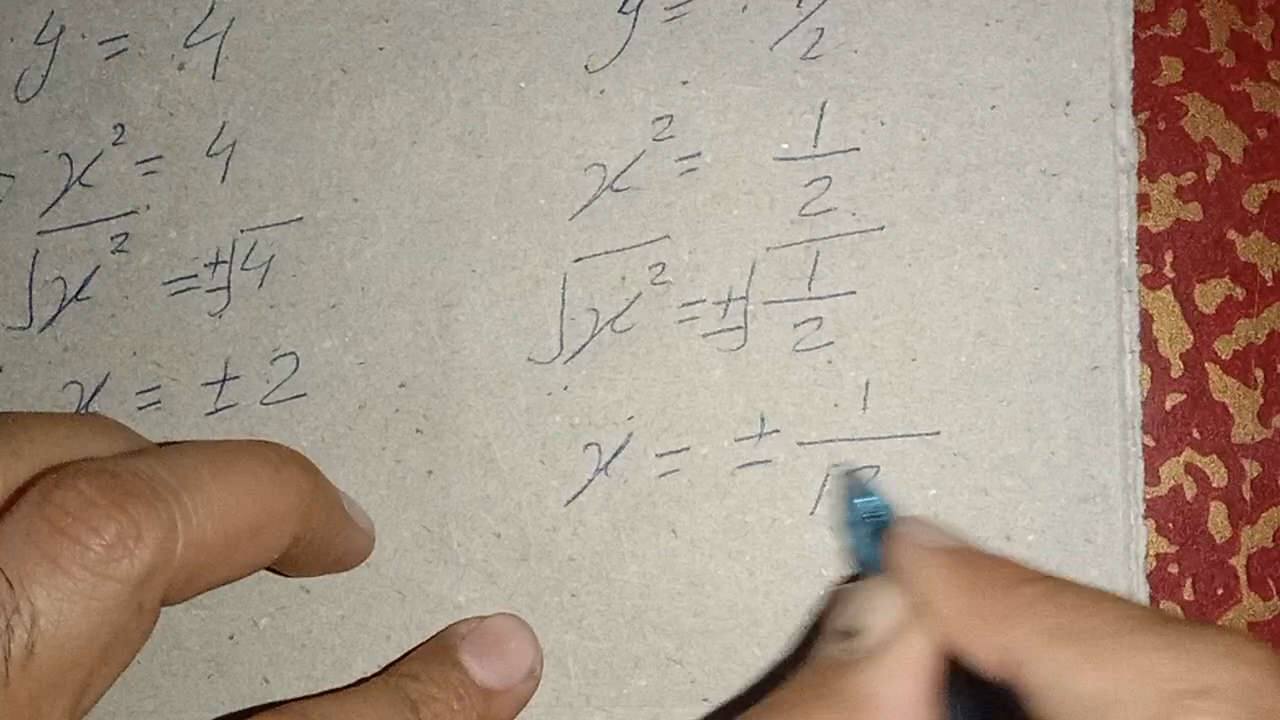 y = 4
x² = 4
√x² = ±√4
x = ±2
y = 1/2
x² = 1/2
√x² = ±√1/2
x = ± 1/√2